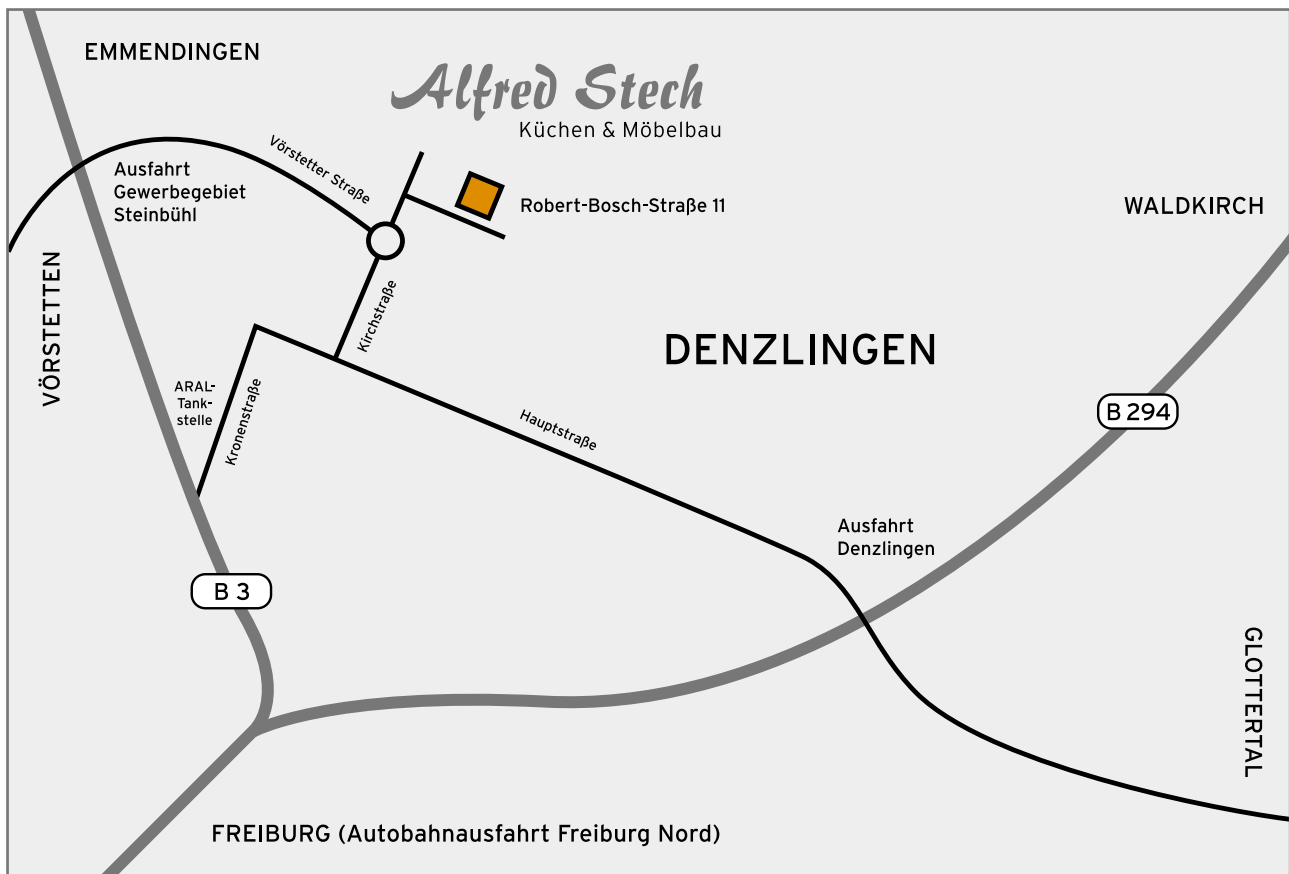 EMMENDINGEN
Alfred Stech
Küchen & Möbelbau
Vörstetter Straße
Ausfahrt
Gewerbegebiet
Steinbühl
Robert-Bosch-Straße 11
WALDKIRCH
VÖRSTETTEN
Kirchstraße
DENZLINGEN
ARAL-
Tank-
stelle
Kronenstraße
Hauptstraße
B 294
Ausfahrt
Denzlingen
B 3
GLOTTERTAL
FREIBURG (Autobahnausfahrt Freiburg Nord)